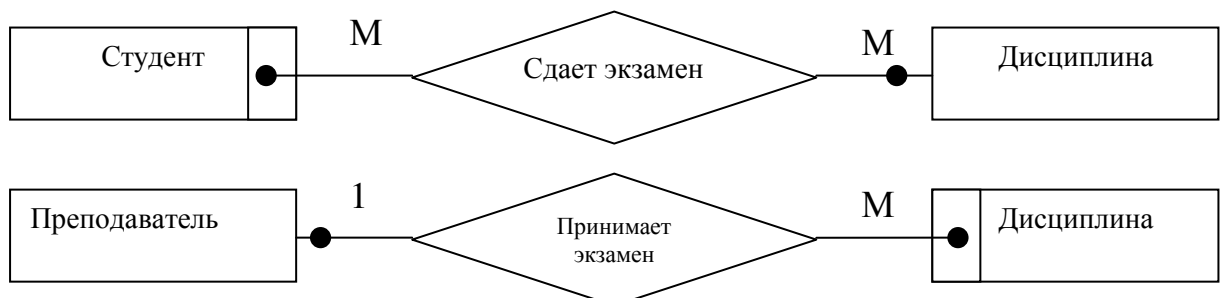 М
М
Студент
Сдает экзамен
Дисциплина
1
М
Преподаватель
Принимает
экзамен
Дисциплина